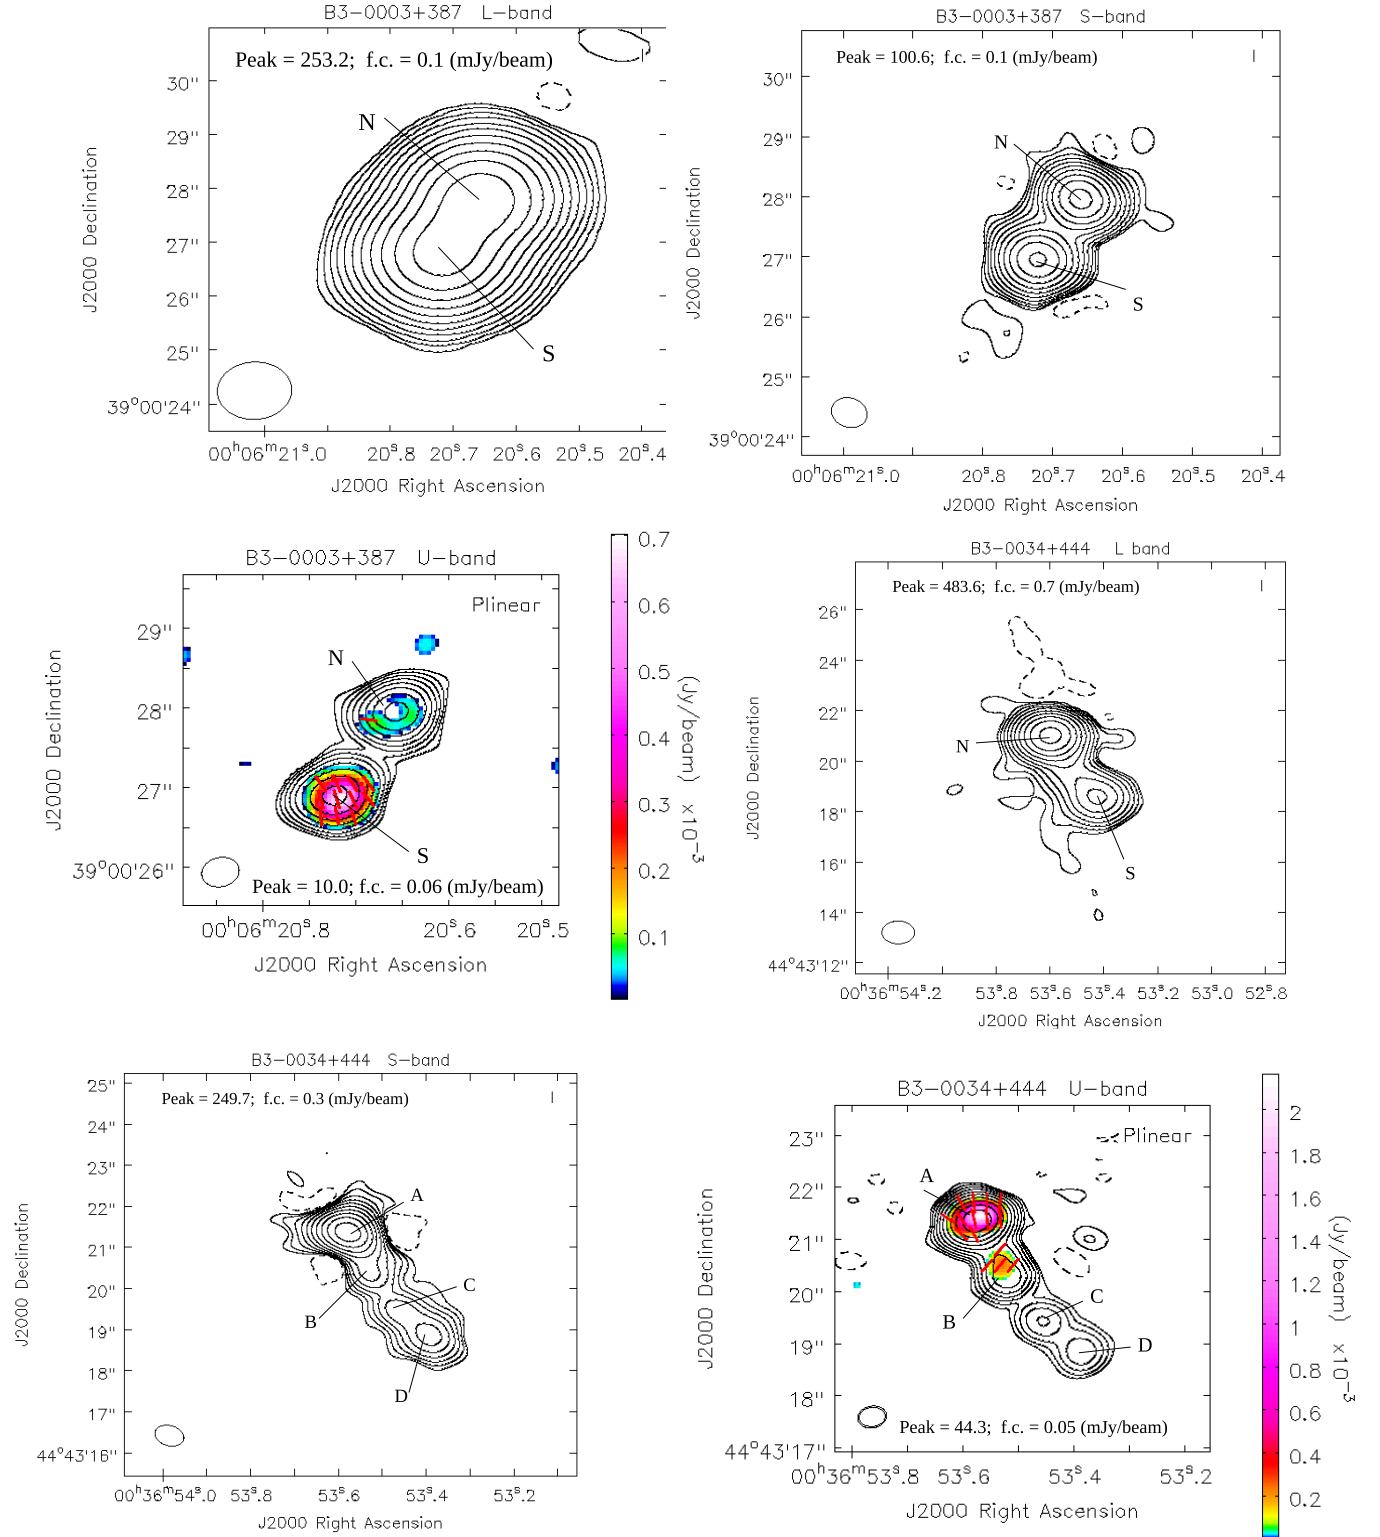 B3-0003+387 L-band
Peak = 253.2; f.c. = 0.1 (mJy/beam)
I
N
S
30"
29"
28"
27"
26"
25"
39°00'24"
J2000 Declination
00h06m21s.0 20s.8 20s.7 20s.6 20s.5 20s.4
J2000 Right Ascension
B3-0003+387 S-band
Peak = 100.6; f.c. = 0.1 (mJy/beam)
I
N
S
30"
29"
28"
27"
26"
25"
39°00'24"
J2000 Declination
00h06m21s.0 20s.8 20s.7 20s.6 20s.5 20s.4
J2000 Right Ascension
B3-0003+387 U-band
Plinear
N
S
Peak = 10.0; f.c. = 0.06 (mJy/beam)
29"
28"
27"
39°00'26"
J2000 Declination
00h06m20s.8 20s.6 20s.5
J2000 Right Ascension
0.7
0.6
0.5
0.4
0.3
0.2
0.1
(Jy/beam) x10-3
B3-0034+444 L band
Peak = 483.6; f.c. = 0.7 (mJy/beam)
I
N
S
26"
24"
22"
20"
18"
16"
14"
44°43'12"
J2000 Declination
00h36m54s.2 53s.8 53s.6 53s.4 53s.2 53s.0 52s.8
J2000 Right Ascension
B3-0034+444 S-band
Peak = 249.7; f.c. = 0.3 (mJy/beam)
I
A
C
B
D
25"
24"
23"
22"
21"
20"
19"
18"
17"
44°43'16"
J2000 Declination
00h36m54s.0 53s.8 53s.6 53s.4 53s.2
J2000 Right Ascension
B3-0034+444 U-band
Plinear
A
C
B
D
Peak = 44.3; f.c. = 0.05 (mJy/beam)
23"
22"
21"
20"
19"
18"
44°43'17"
J2000 Declination
00h36m53s.8 53s.6 53s.4 53s.2
J2000 Right Ascension
2
1.8
1.6
1.4
1.2
1
0.8
0.6
0.4
0.2
(Jy/beam) x10-3